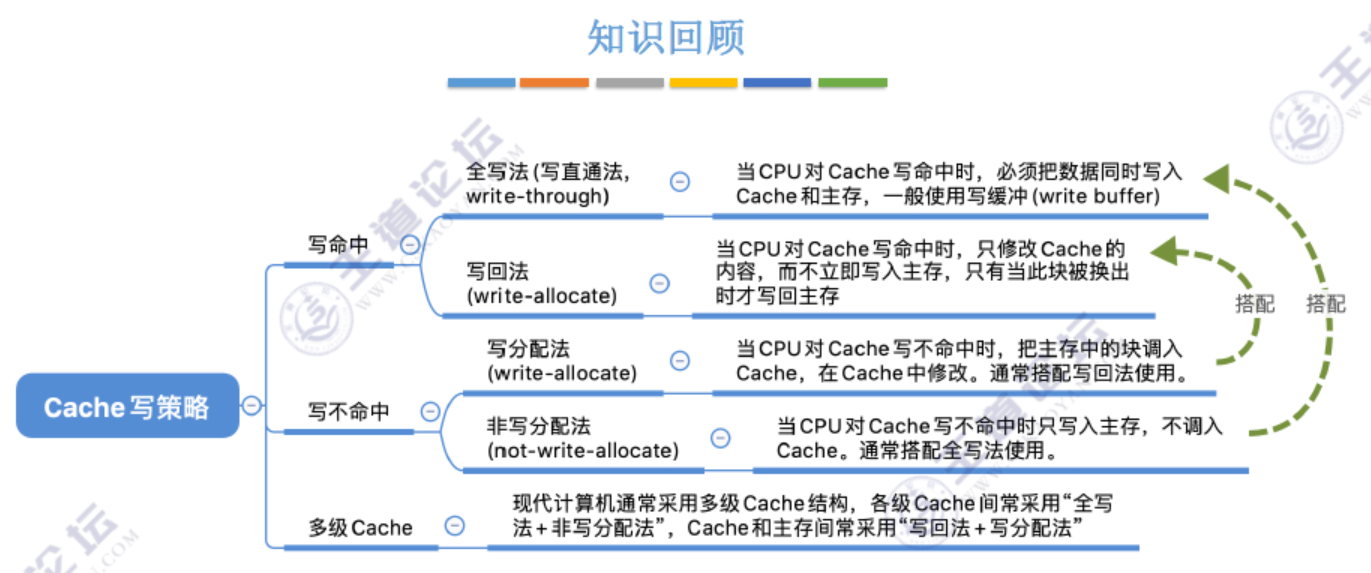 知识回顾
全写法(写直通法,
write-through)
当CPU对Cache写命中时,必须把数据同时写入
Cache和主存,一般使用写缓冲(write buffer)
写命中
写回法
(write-allocate)
当CPU对Cache写命中时,只修改Cache的
内容,而不立即写入主存,只有当此块被换出
时才写回主存
搭配
搭配
Cache写策略
写不命中
写分配法
(write-allocate)
当CPU对Cache写不命中时,把主存中的块调入
Cache,在Cache中修改。通常搭配写回法使用。
非写分配法
(not-write-allocate)
当CPU对Cache写不命中时只写入主存,不调入
Cache。通常搭配全写法使用。
多级Cache
现代计算机通常采用多级Cache结构,各级Cache间常采用“全写
法+非写分配法”,Cache和主存间常采用“写回法+写分配法”
王道论坛